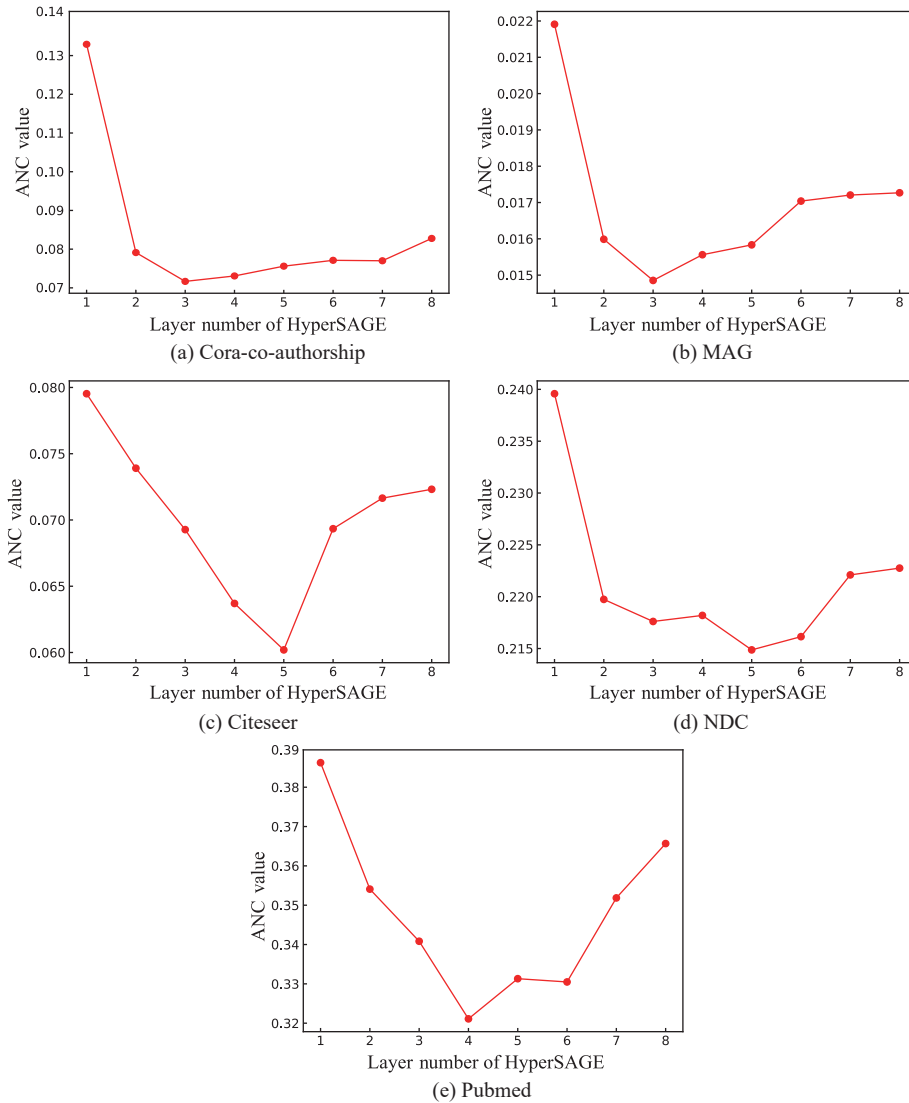 0.14
0.13
0.12
0.11
0.10
0.09
0.08
0.07
ANC value
1 2 3 4 5 6 7 8
Layer number of HyperSAGE
(a) Cora-co-authorship
0.022
0.021
0.020
0.019
0.018
0.017
0.016
0.015
ANC value
1 2 3 4 5 6 7 8
Layer number of HyperSAGE
(b) MAG
0.080
0.075
0.070
0.065
0.060
ANC value
1 2 3 4 5 6 7 8
Layer number of HyperSAGE
(c) Citeseer
0.240
0.235
0.230
0.225
0.220
0.215
ANC value
1 2 3 4 5 6 7 8
Layer number of HyperSAGE
(d) NDC
0.39
0.38
0.37
0.36
0.35
0.34
0.33
0.32
ANC value
1 2 3 4 5 6 7 8
Layer number of HyperSAGE
(e) Pubmed